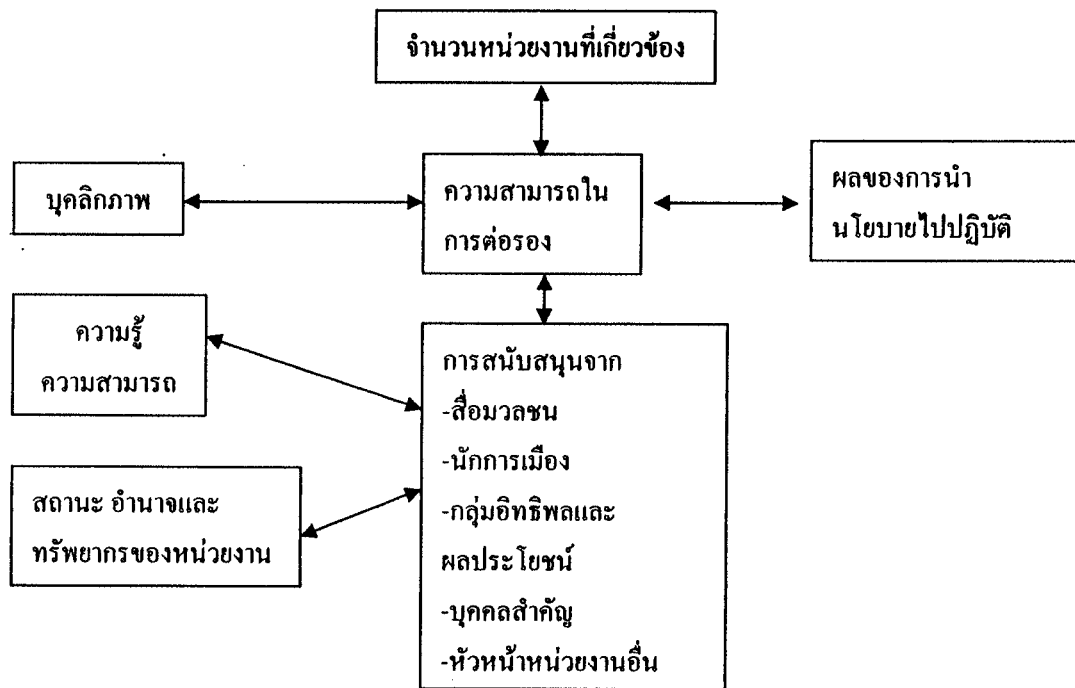 จำนวนหน่วยงานที่เกี่ยวข้อง
บุคลิกภาพ
ความสามารถใน
การต่อรอง
ผลของการนำ
นโยบายไปปฏิบัติ
ความรู้
ความสามารถ
การสนับสนุนจาก
-สื่อมวลชน
-นักการเมือง
-กลุ่มอิทธิพลและ
ผลประโยชน์
-บุคคลสำคัญ
-หัวหน้าหน่วยงานอื่น
สถานะ อำนาจและ
ทรัพยากรของหน่วยงาน